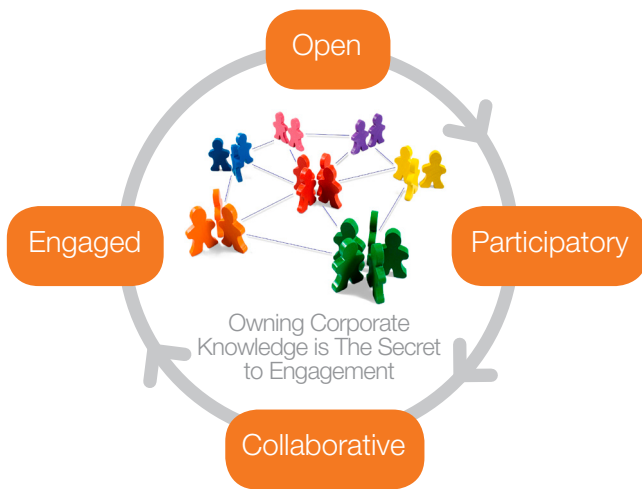 Open
Engaged
Participatory
Owning Corporate
Knowledge is The Secret
to Engagement
Collaborative